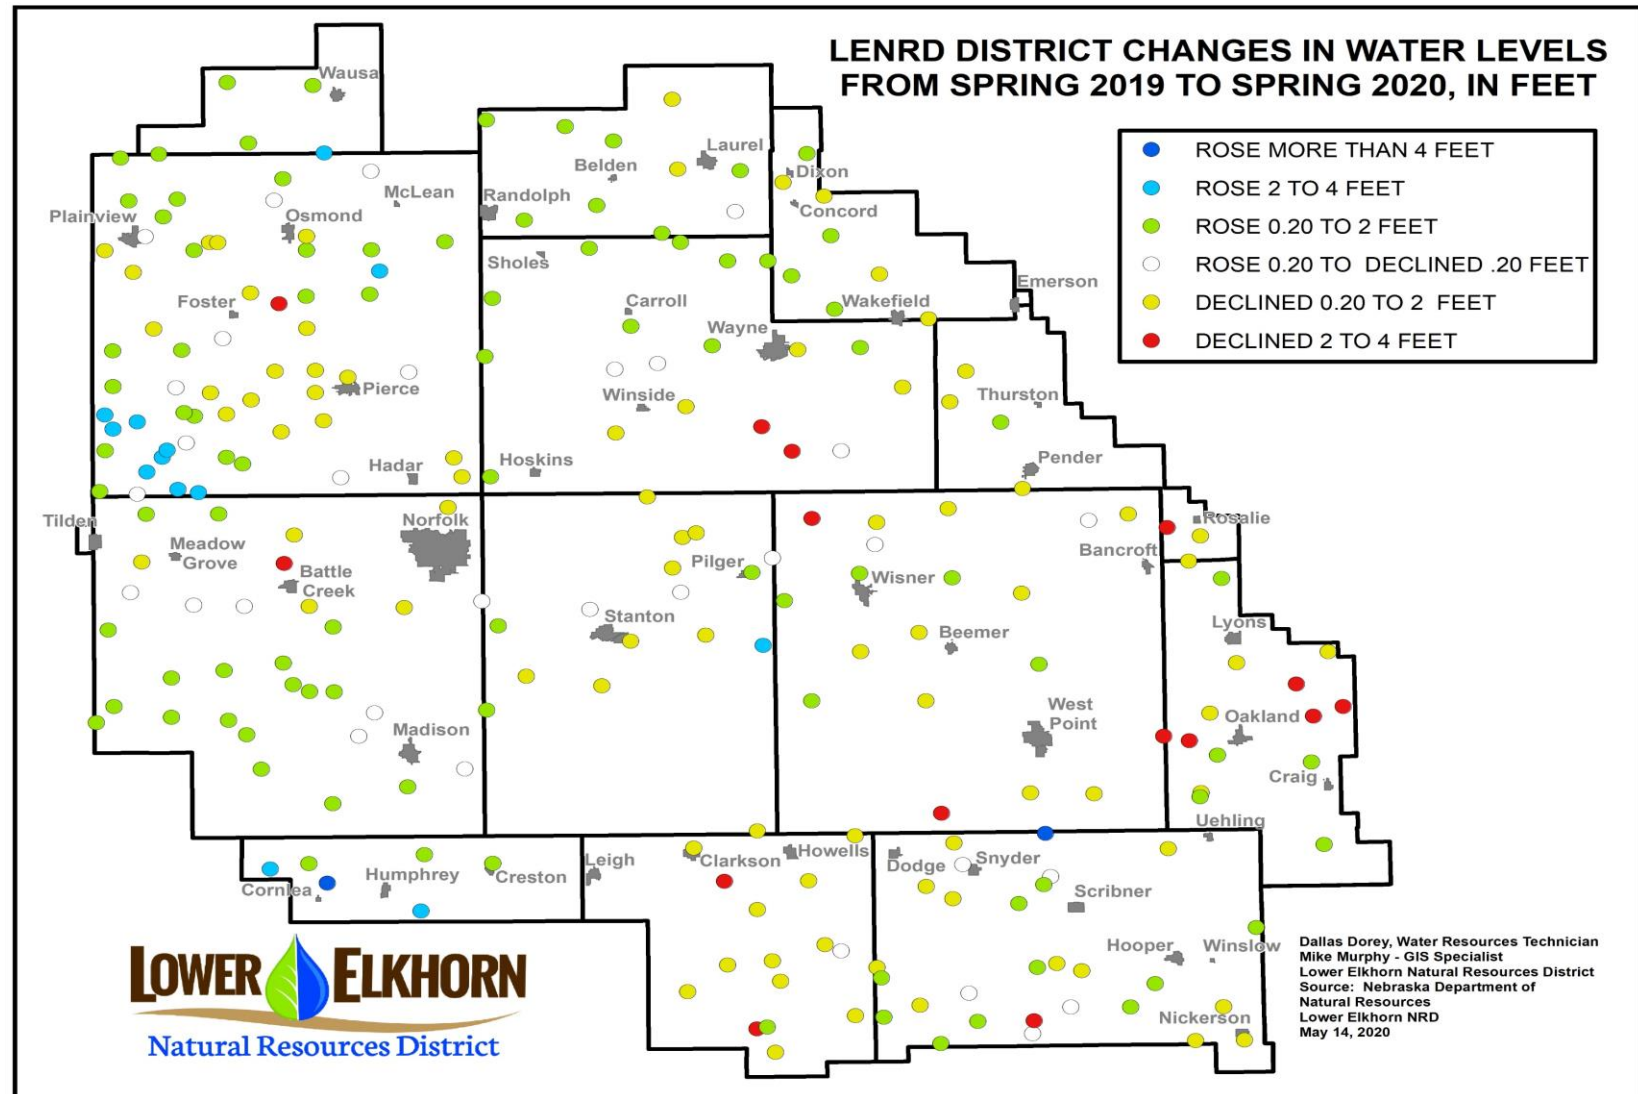 LENRD DISTRICT CHANGES IN WATER LEVELS
FROM SPRING 2019 TO SPRING 2020, IN FEET
ROSE MORE THAN 4 FEET
ROSE 2 TO 4 FEET
ROSE 0.20 TO 2 FEET
ROSE 0.20 TO DECLINED .20 FEET
DECLINED 0.20 TO 2 FEET
DECLINED 2 TO 4 FEET
Wausa
Laurel
Belden
Dixon
McLean
Randolph
Plainview
Osmond
Concord
Sholes
Emerson
Foster
Carroll
Wakefield
Wayne
Pierce
Winside
Thurston
Hadar
Hoskins
Pender
Tilden
Norfolk
Rosalie
Meadow
Grove
Pilger
Bancroft
Battle
Creek
Wisner
Stanton
Beemer
Lyons
West
Point
Oakland
Madison
Craig
Uehling
Cornlea
Humphrey
Creston
Leigh
Clarkson
Howells
Dodge
Snyder
Scribner
Hooper
Winslow
Nickerson
LOWER ELKHORN
Natural Resources District
Dallas Dorey, Water Resources Technician
Mike Murphy - GIS Specialist
Lower Elkhorn Natural Resources District
Source: Nebraska Department of
Natural Resources
Lower Elkhorn NRD
May 14, 2020